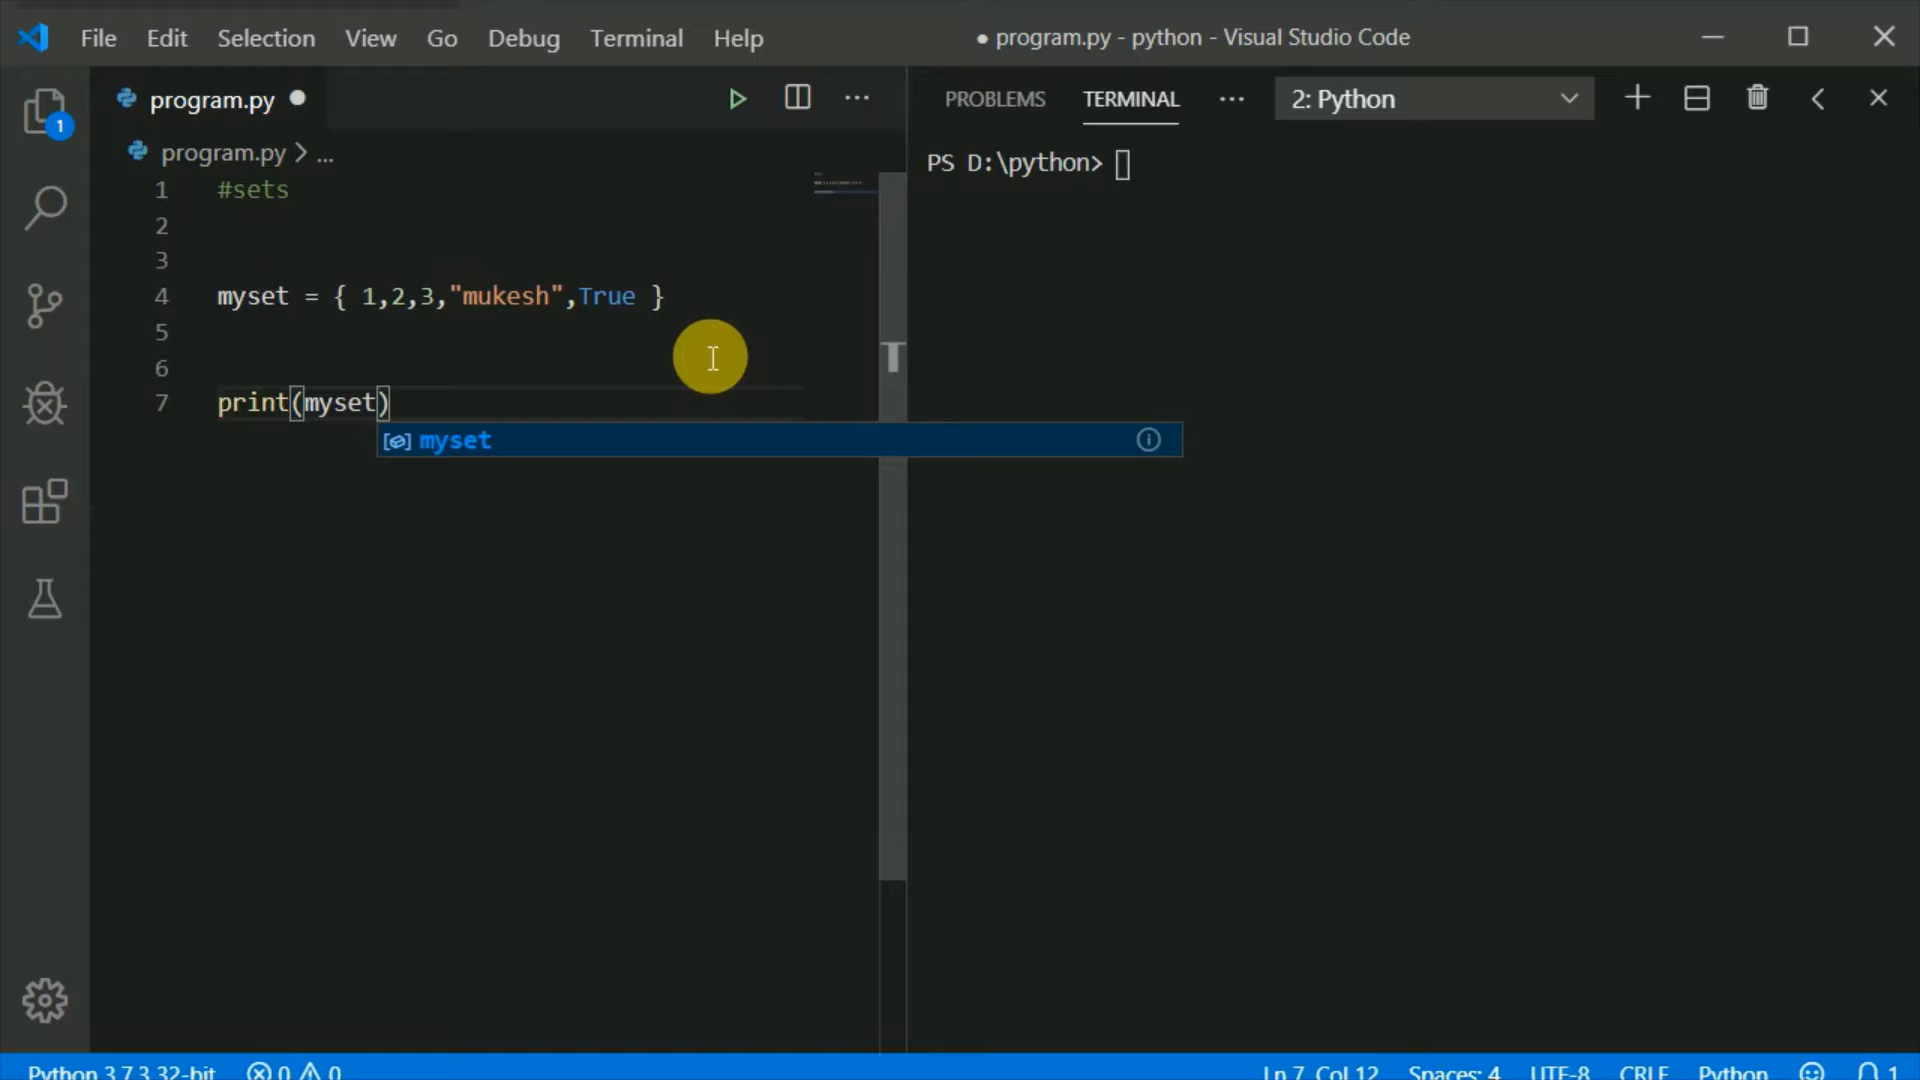 File Edit Selection View Go Debug Terminal Help ● program.py - python - Visual Studio Code
program.py ●
PROBLEMS TERMINAL ... 2: Python
program.py > ...
PS D:\python>
1 #sets
2
3
4 myset = { 1,2,3,"mukesh",True }
5
6
7 print(myset)
myset
1
Python 3.7.3 32-bit 0 0 Ln 7, Col 12 Spaces: 4 UTF-8 CRLF Python 1